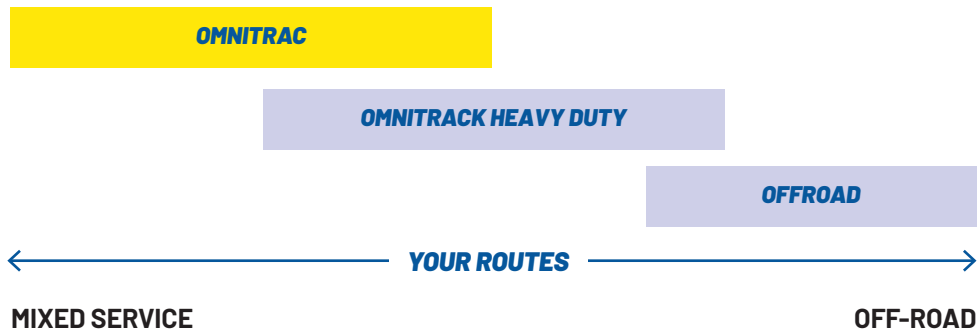 OMNITRAC
OMNITRACK HEAVY DUTY
OFFROAD
YOUR ROUTES
MIXED SERVICE
OFF-ROAD